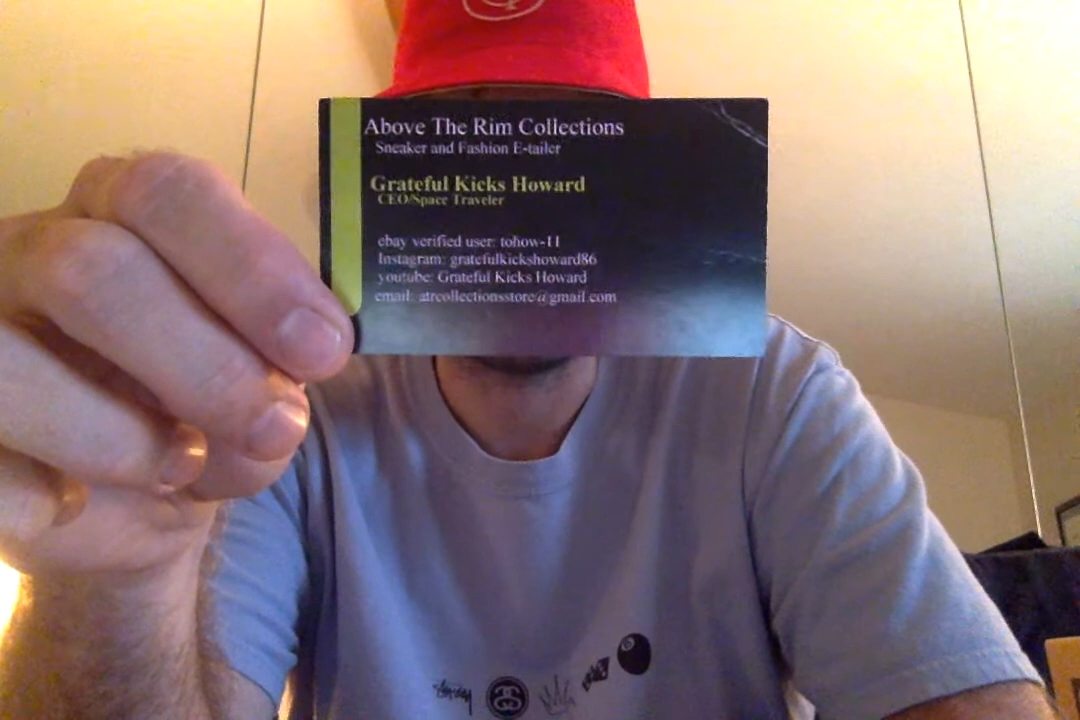 Above The Rim Collections
Sneaker and Fashion E-tailer
Grateful Kicks Howard
CEO/Space Traveler
ebay verified user: tohow-11
Instagram: gratefulkickshoward86
youtube: Grateful Kicks Howard
email: atrcollectionsstore@gmail.com
Stussy